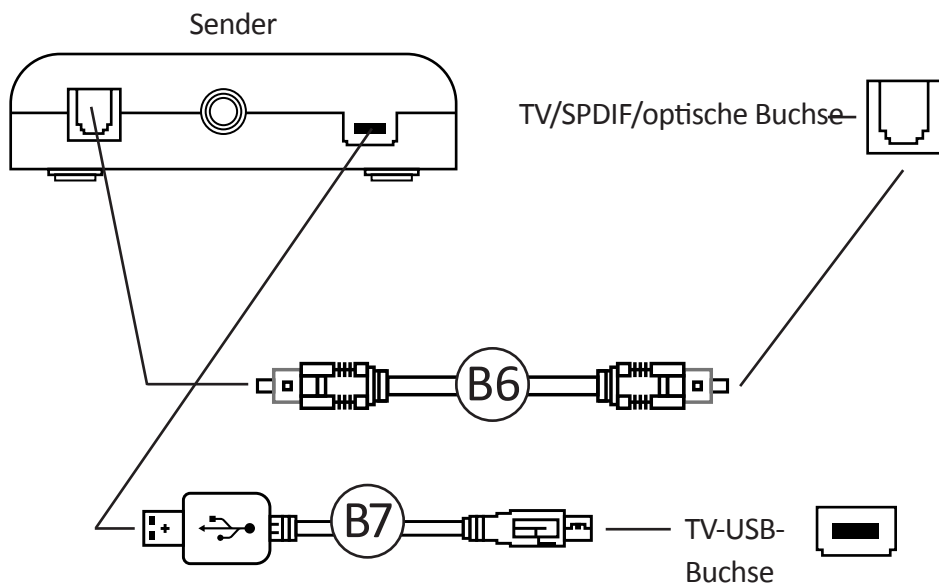 Sender
TV/SPDIF/optische Buchse
B6
B7
TV-USB-
Buchse